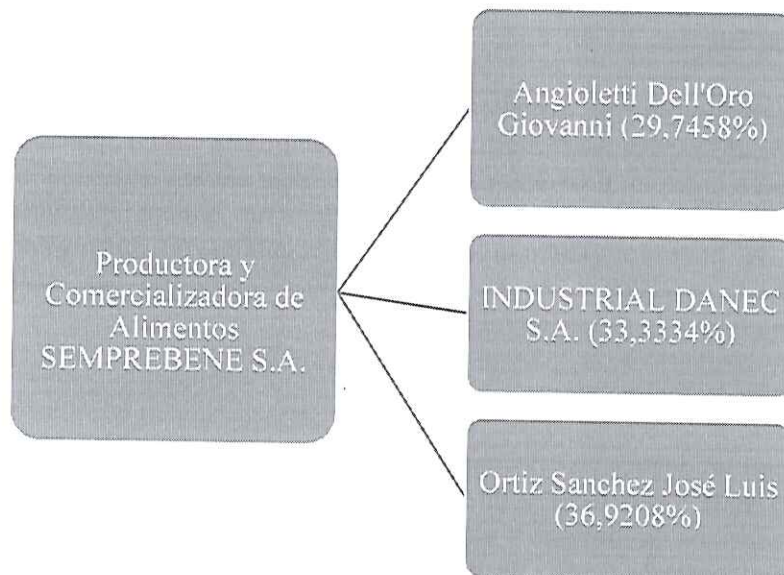 Productora y
Comercializadora de
Alimentos
SEMPREBENE S.A.
Angioletti Dell'Oro
Giovanni (29,7458%)
INDUSTRIAL DANEC
S.A. (33,3334%)
Ortiz Sanchez José Luis
(36,9208%)